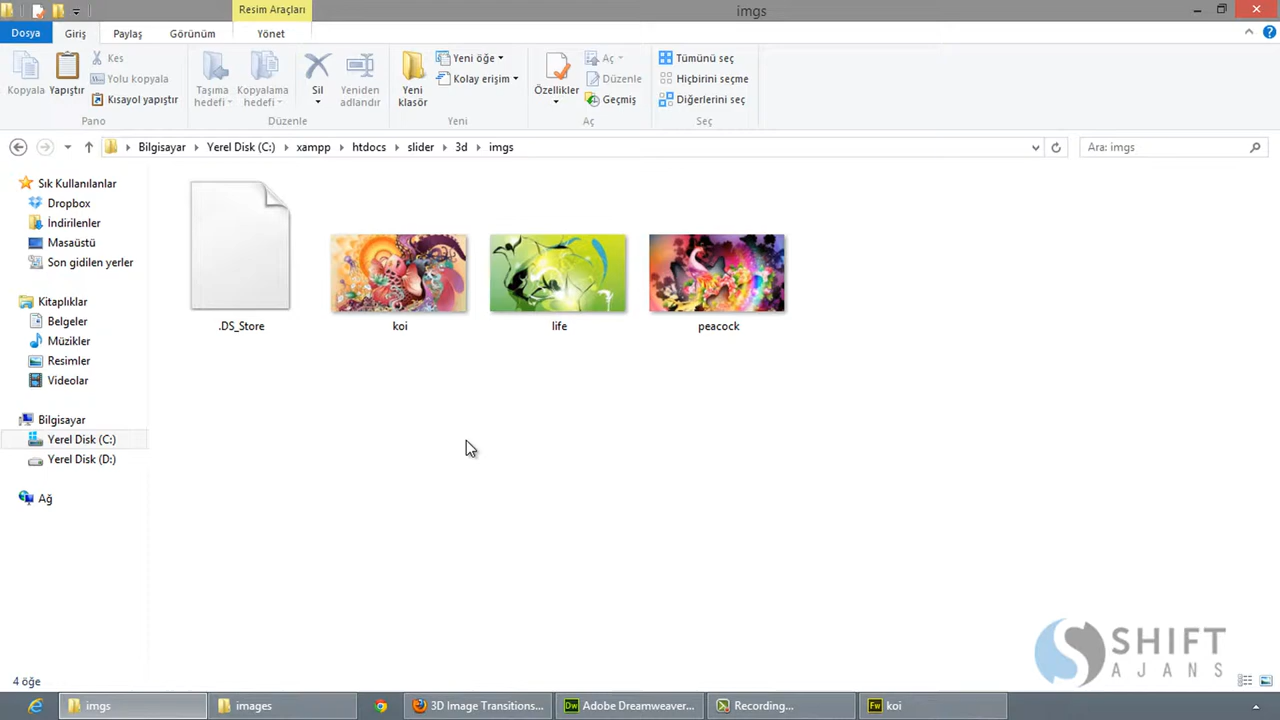 Resim Araçları
imgs
Dosya
Giriş
Paylaş
Görünüm
Yönet
Kopyala
Yapıştır
Kes
Yolu kopyala
Kısayol yapıştır
Pano
Taşıma hedefi
Kopyalama hedefi
Sil
Yeniden adlandır
Düzenle
Yeni klasör
Yeni öğe
Kolay erişim
Yeni
Özellikler
Aç
Düzenle
Geçmiş
Aç
Tümünü seç
Hiçbirini seçme
Diğerlerini seç
Seç
Bilgisayar
Yerel Disk (C:)
xampp
htdocs
slider
3d
imgs
Ara: imgs
Sık Kullanılanlar
Dropbox
İndirilenler
Masaüstü
Son gidilen yerler
Kitaplıklar
Belgeler
Müzikler
Resimler
Videolar
Bilgisayar
Yerel Disk (C:)
Yerel Disk (D:)
Ağ
.DS_Store
koi
life
peacock
SHIFT
AJANS
4 öğe
imgs
images
3D Image Transitions...
Dw
Adobe Dreamweaver...
Recording...
Fw
koi